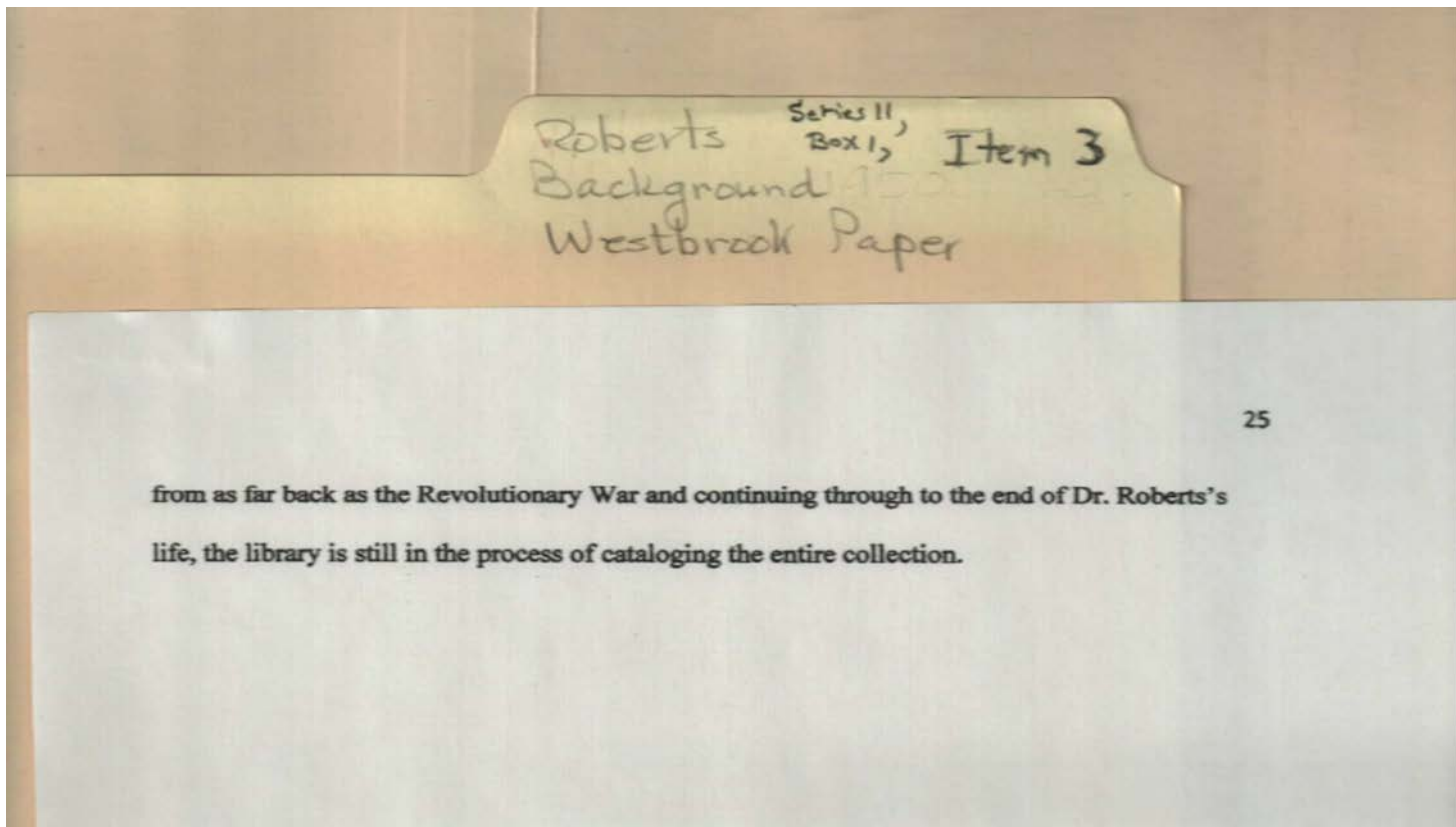 Roberts Series II, Item 3
Box 1,
Background
Westbrook Paper
25
from as far back as the Revolutionary War and continuing through to the end of Dr. Roberts’s
life, the library is still in the process of cataloging the entire collection.